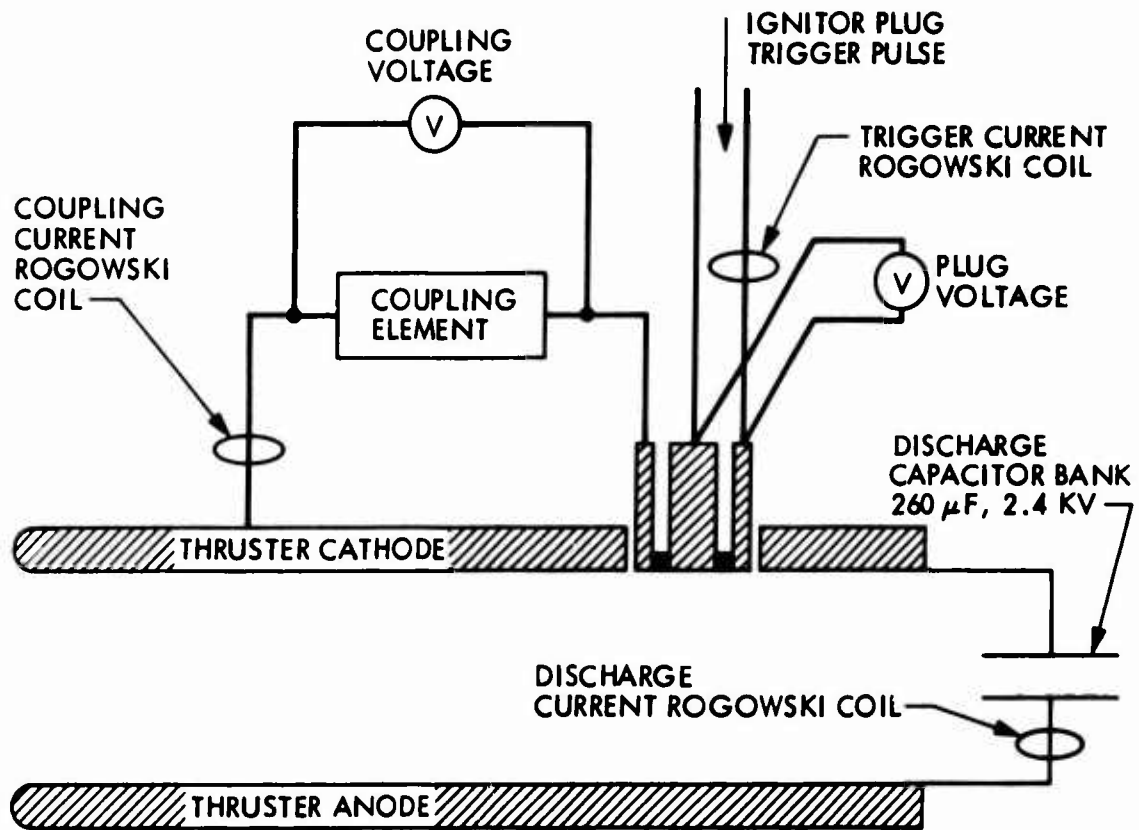 COUPLING
VOLTAGE
V
IGNITOR PLUG
TRIGGER PULSE
TRIGGER CURRENT
ROGOWSKI COIL
COUPLING
CURRENT
ROGOWSKI
COIL
COUPLING
ELEMENT
V
PLUG
VOLTAGE
DISCHARGE
CAPACITOR BANK
260 μF, 2.4 KV
THRUSTER CATHODE
DISCHARGE
CURRENT ROGOWSKI COIL
THRUSTER ANODE